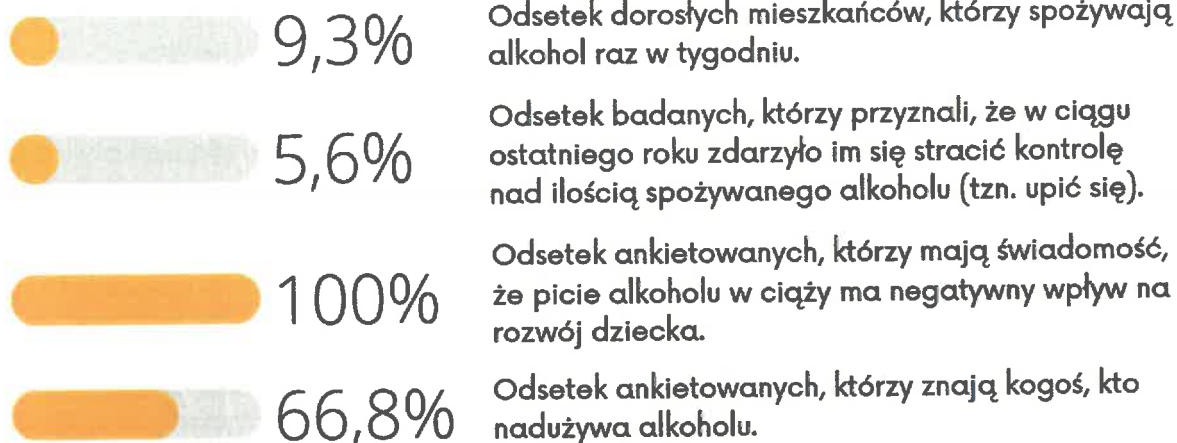 9,3%
Odsetek dorosłych mieszkańców, którzy spożywają
alkohol raz w tygodniu.
5,6%
Odsetek badanych, którzy przyznali, że w ciągu
ostatniego roku zdarzyło im się stracić kontrolę
nad ilością spożywanego alkoholu (tzn. upić się).
100%
Odsetek ankietowanych, którzy mają świadomość,
że picie alkoholu w ciąży ma negatywny wpływ na
rozwój dziecka.
66,8%
Odsetek ankietowanych, którzy znają kogoś, kto
nadużywa alkoholu.